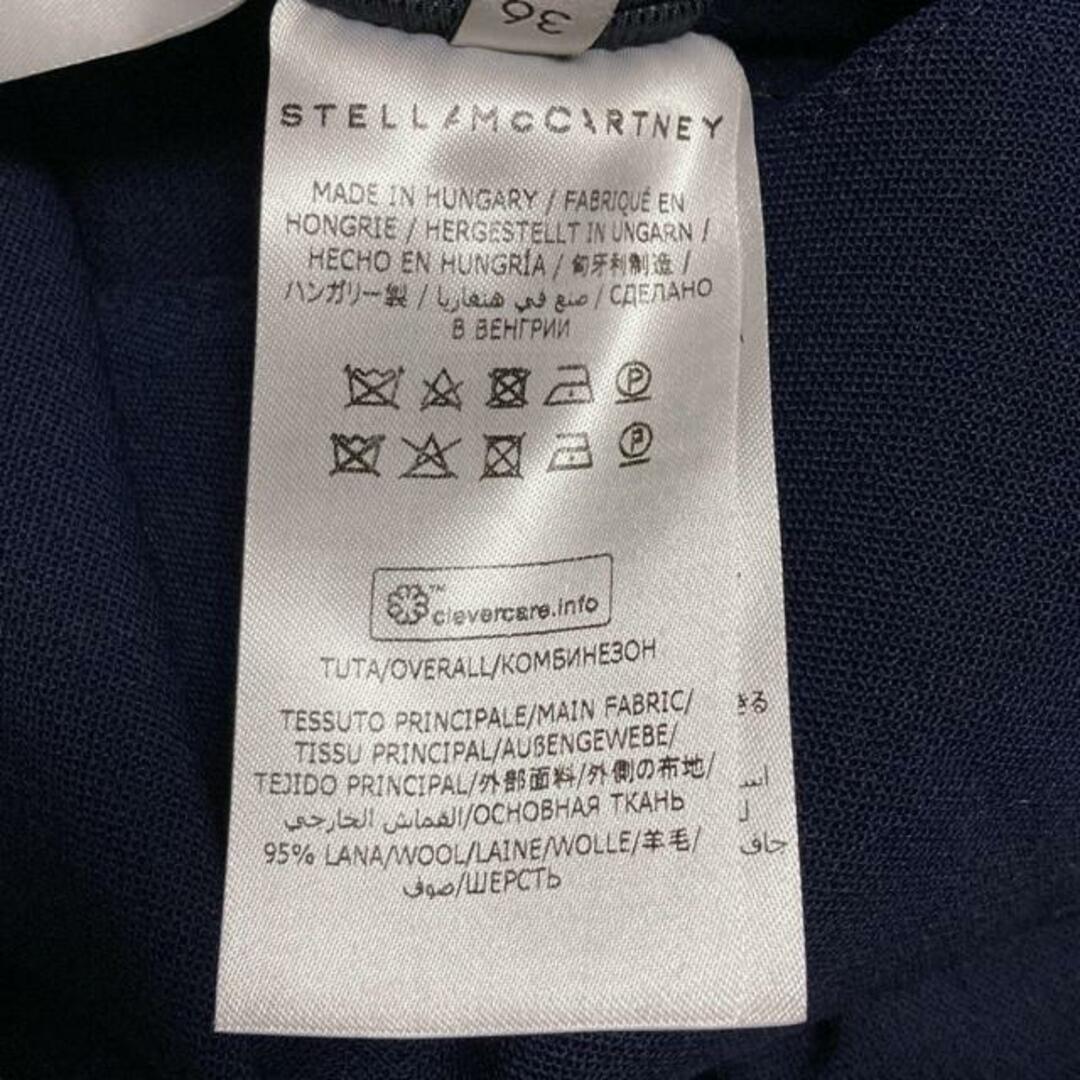 36
STELLA McCARTNEY
MADE IN HUNGARY / FABRIQUÉ EN
HONGRIE / HERGESTELLT IN UNGARN /
HECHO EN HUNGRÍA / 匈牙利制造 /
ハンガリー製 / صنع في هنغاريا / СДЕЛАНО
В ВЕНГРИИ
P
P
clevercare.info™
TUTA/OVERALL/КОМБИНЕЗОН
TESSUTO PRINCIPALE/MAIN FABRIC/
TISSU PRINCIPAL/AUßENGEWEBE/
TEJIDO PRINCIPAL/外部面料/外側の布地/
القماش الخارجي/ОСНОВНАЯ ТКАНЬ
95% LANA/WOOL/LAINE/WOLLE/羊毛/
صوف/ШЕРСТЬ
きる